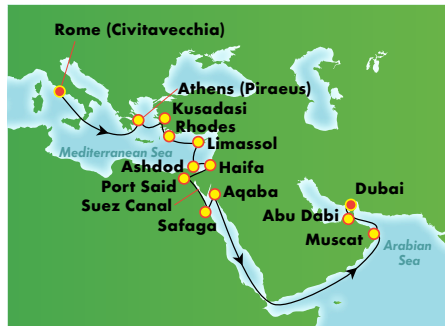 Rome (Civitavecchia)
Athens (Piraeus)
Kusadasi
Rhodes
Mediterranean Sea
Limassol
Ashdod
Haifa
Port Said
Aqaba
Dubai
Suez Canal
Abu Dabi
Safaga
Muscat
Arabian
Sea